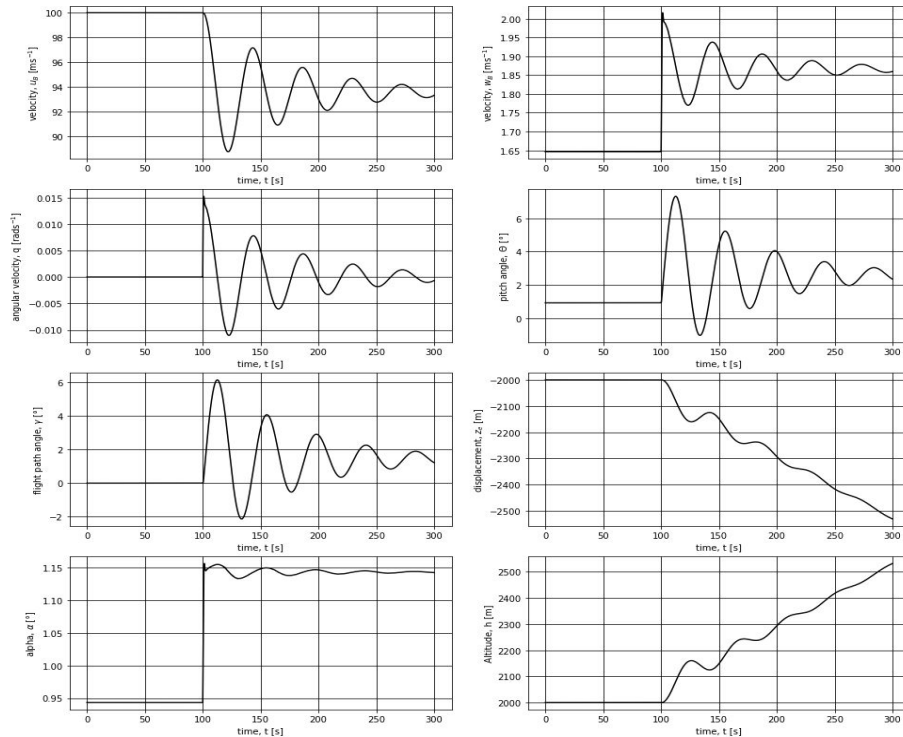 velocity, u_B [ms⁻¹]
100
98
96
94
92
90
0 50 100 150 200 250 300
time, t [s]
velocity, w_B [ms⁻¹]
2.00
1.95
1.90
1.85
1.80
1.75
1.70
1.65
0 50 100 150 200 250 300
time, t [s]
angular velocity, q [rads⁻¹]
0.015
0.010
0.005
0.000
−0.005
−0.010
0 50 100 150 200 250 300
time, t [s]
pitch angle, Θ [°]
6
4
2
0
0 50 100 150 200 250 300
time, t [s]
flight path angle, γ [°]
6
4
2
0
−2
0 50 100 150 200 250 300
time, t [s]
displacement, z_e [m]
−2000
−2100
−2200
−2300
−2400
−2500
0 50 100 150 200 250 300
time, t [s]
alpha, α [°]
1.15
1.10
1.05
1.00
0.95
0 50 100 150 200 250 300
time, t [s]
Altitude, h [m]
2500
2400
2300
2200
2100
2000
0 50 100 150 200 250 300
time, t [s]